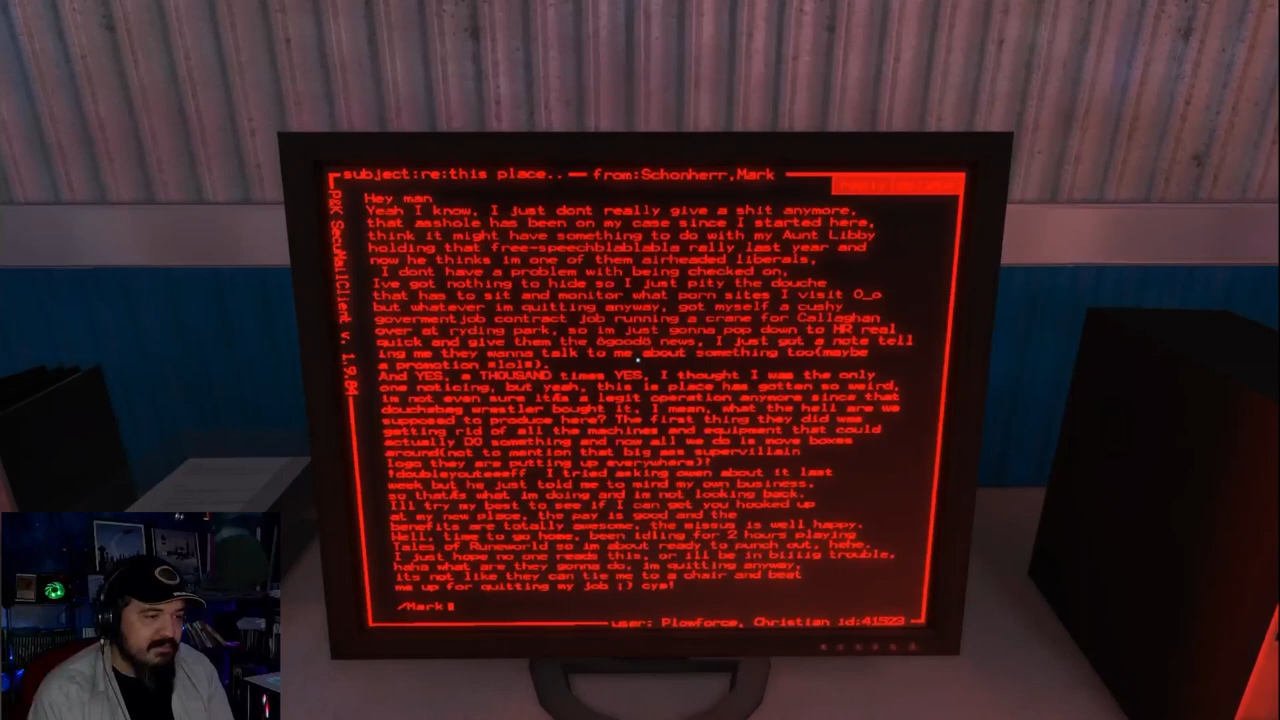 subject:re:this place..
from:Schonherr,Mark
P&K SecuMailClient v. 1.9.84
Hey man
Yeah I know, I just dont really give a shit anymore,
that asshole has been on my case since I started here,
think it might have something to do with my Aunt Libby
holding that free-speechblablabla rally last year and
now he thinks im one of them airheaded liberals,
I dont have a problem with being checked on,
Ive got nothing to hide so I just pity the douche
that has to sit and monitor what porn sites I visit O_o
but whatever im quitting anyway, got myself a cushy
govermentjob contract job running a crane for Callaghan
over at ryding park, so im just gonna pop down to HR real
quick and give them the ögoodö news, I just got a note tell
ing me they wanna talk to me about something too(maybe
a promotion *lol*).
And YES, a THOUSAND times YES, I thought I was the only
one noticing, but yeah, this is place has gotten so weird,
im not even sure itÆs a legit operation anymore since that
douchebag wrestler bought it, I mean, what the hell are we
supposed to produce here? The first thing they did was
getting rid of all the machines and equipment that could
actually DO something and now all we do is move boxes
around(not to mention that big ass supervillain
logo they are putting up everywhere)?
!doubleyouteeff I tried asking owen about it last
week but he just told me to mind my own business,
so thatÆs what im doing and im not looking back.
Ill try my best to see if I can get you hooked up
at my new place, the pay is good and the
benefits are totally awesome, the missus is well happy.
Well, time to go home, been idling for 2 hours playing
Tales of Runeworld so im about ready to punch out, hehe.
I just hope no one reads this, or ill be in billig trouble,
haha what are they gonna do, im quitting anyway,
its not like they can tie me to a chair and beat
me up for quitting my job ;) cya!
/Mark
user: Plowforce, Christian id:41523